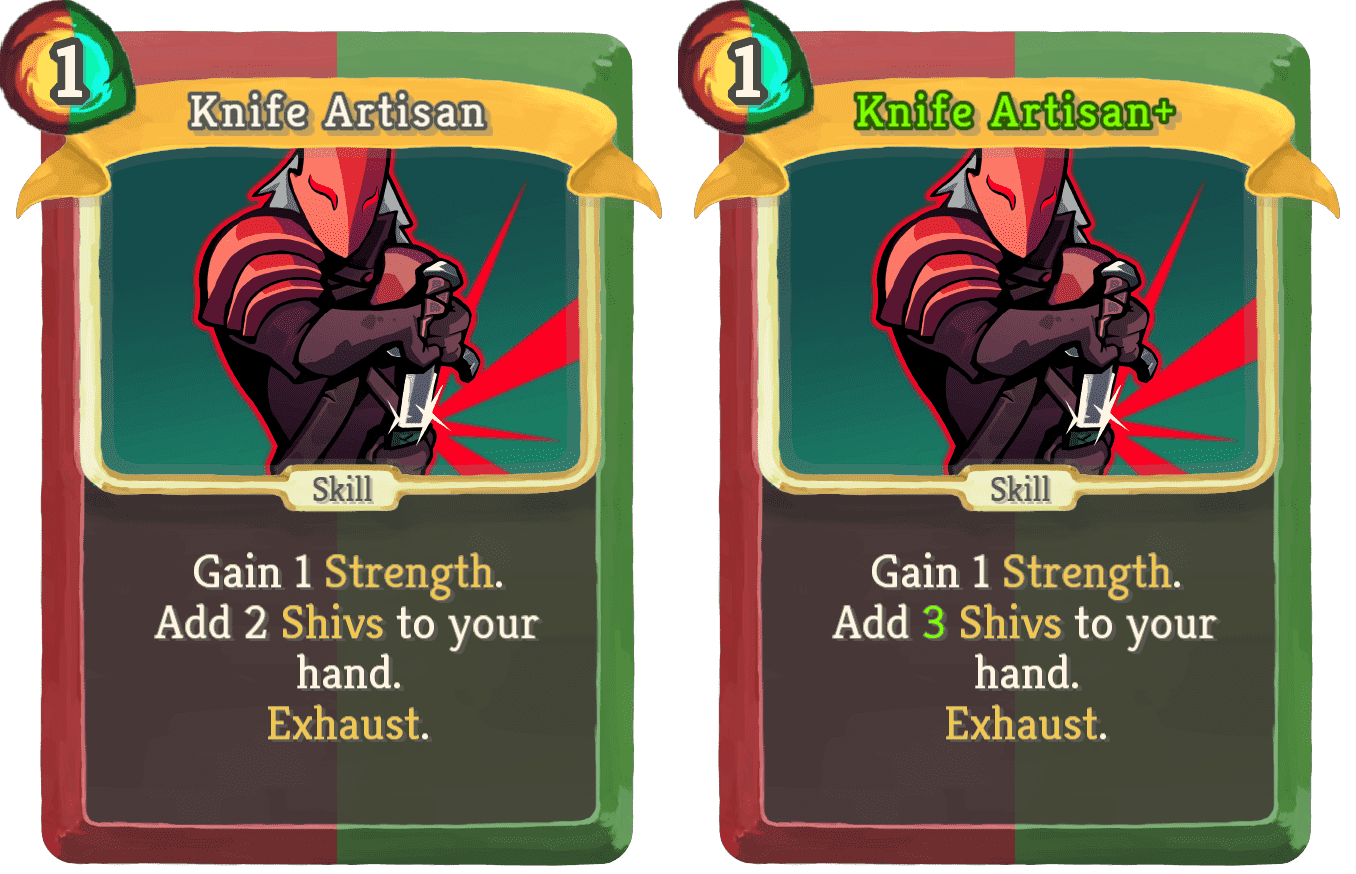 1
Knife Artisan
Skill
Gain 1 Strength.
Add 2 Shivs to your
hand.
Exhaust.
1
Knife Artisan+
Skill
Gain 1 Strength.
Add 3 Shivs to your
hand.
Exhaust.